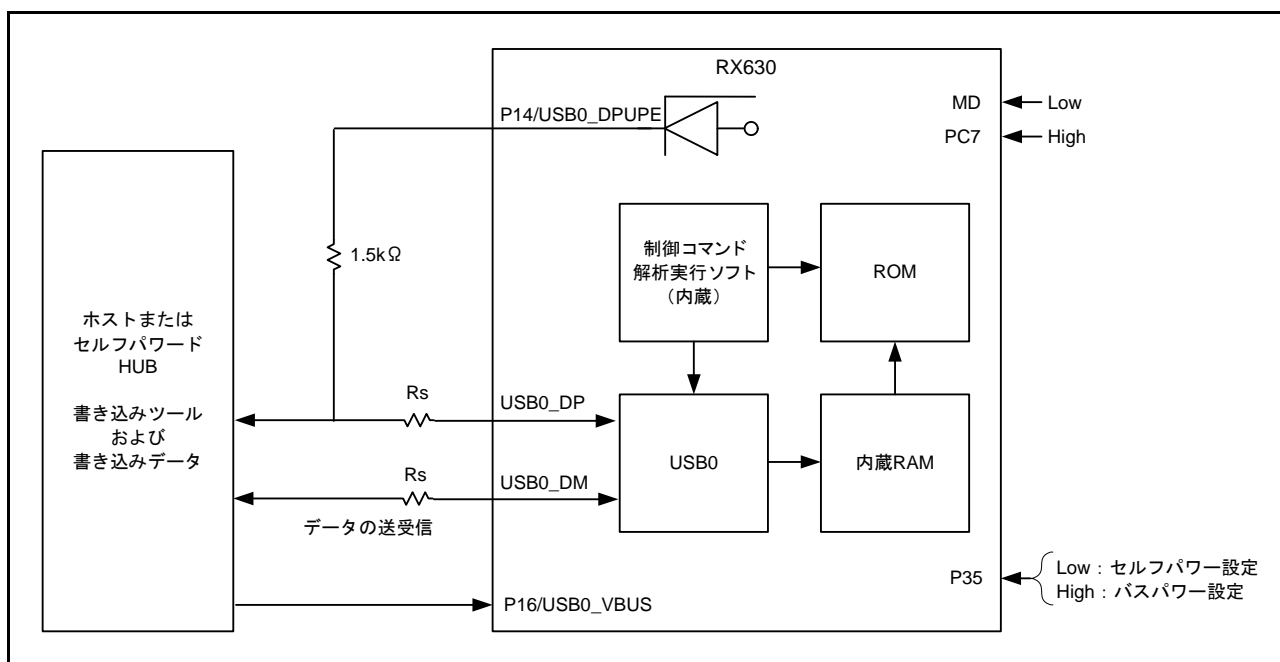 RX630
P14/USB0_DPUPE
MD
Low
PC7
High
1.5kΩ
制御コマンド
解析実行ソフト
(内蔵)
ROM
ホストまたは
セルフパワード
HUB
書き込みツール
および
書き込みデータ
Rs
USB0_DP
Rs
USB0_DM
データの送受信
USB0
内蔵RAM
P35
Low:セルフパワー設定
High:バスパワー設定
P16/USB0_VBUS